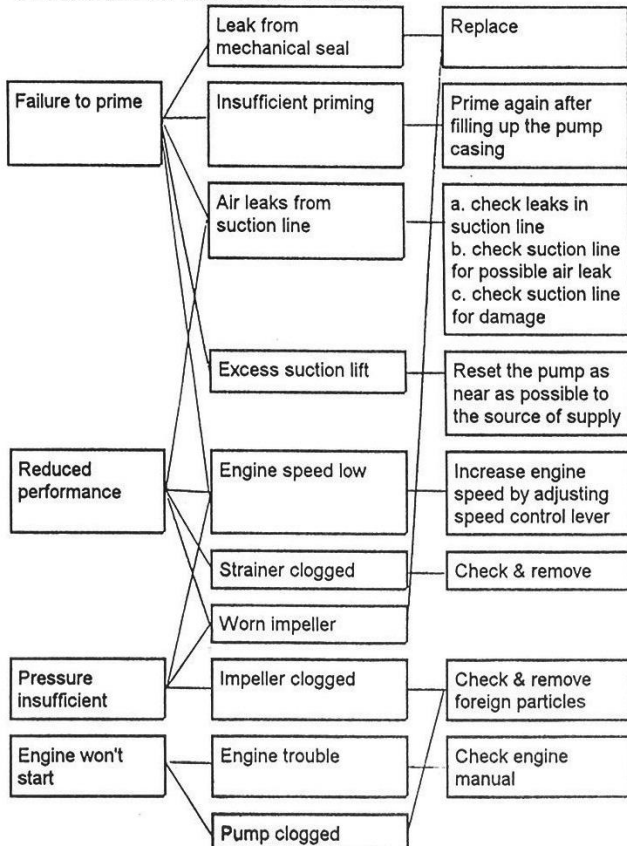 Leak from
mechanical seal
Replace
Failure to prime
Insufficient priming
Prime again after
filling up the pump
casing
Air leaks from
suction line
a. check leaks in
suction line
b. check suction line
for possible air leak
c. check suction line
for damage
Excess suction lift
Reset the pump as
near as possible to
the source of supply
Reduced
performance
Engine speed low
Increase engine
speed by adjusting
speed control lever
Strainer clogged
Check & remove
Worn impeller
Pressure
insufficient
Impeller clogged
Check & remove
foreign particles
Engine won't
start
Engine trouble
Check engine
manual
Pump clogged